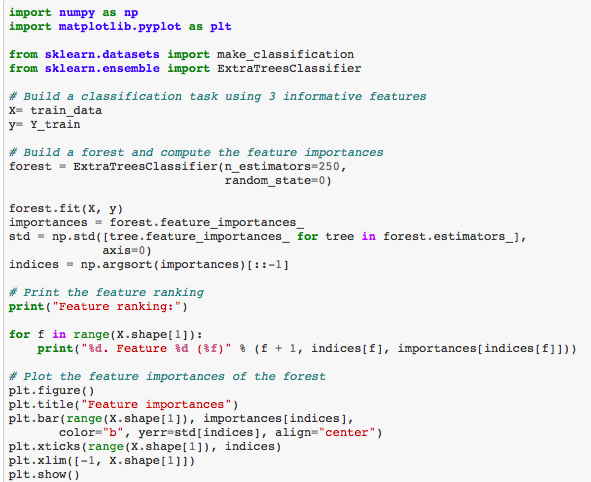 import numpy as np
import matplotlib.pyplot as plt

from sklearn.datasets import make_classification
from sklearn.ensemble import ExtraTreesClassifier

# Build a classification task using 3 informative features
X= train_data
y= Y_train

# Build a forest and compute the feature importances
forest = ExtraTreesClassifier(n_estimators=250,
                              random_state=0)

forest.fit(X, y)
importances = forest.feature_importances_
std = np.std([tree.feature_importances_ for tree in forest.estimators_],
             axis=0)
indices = np.argsort(importances)[::-1]

# Print the feature ranking
print("Feature ranking:")

for f in range(X.shape[1]):
    print("%d. Feature %d (%f)" % (f + 1, indices[f], importances[indices[f]]))

# Plot the feature importances of the forest
plt.figure()
plt.title("Feature importances")
plt.bar(range(X.shape[1]), importances[indices],
       color="b", yerr=std[indices], align="center")
plt.xticks(range(X.shape[1]), indices)
plt.xlim([-1, X.shape[1]])
plt.show()